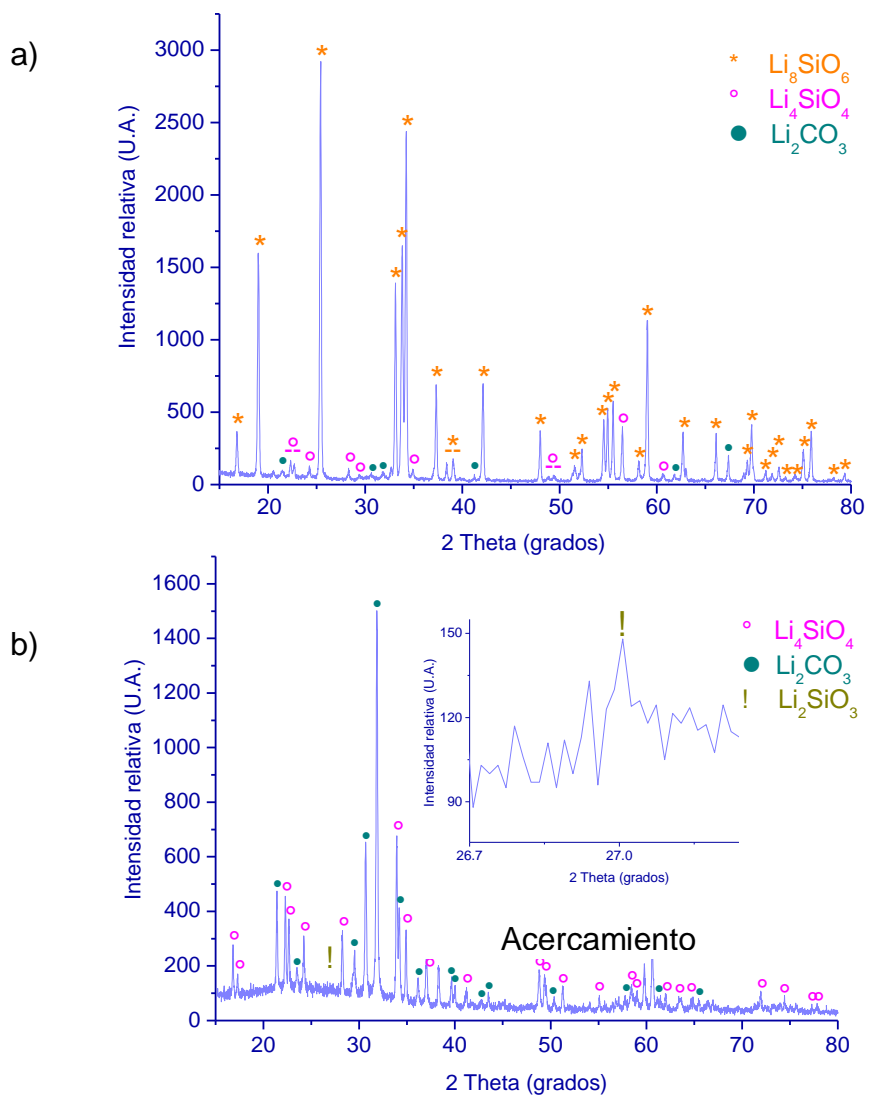 a)
3000
2500
2000
1500
1000
500
0
Intensidad relativa (U.A.)
20 30 40 50 60 70 80
2 Theta (grados)
* Li₈SiO₆
Li₄SiO₄
Li₂CO₃
b)
1600
1400
1200
1000
800
600
400
200
0
Intensidad relativa (U.A.)
20 30 40 50 60 70 80
2 Theta (grados)
150
120
90
Intensidad relativa (U.A.)
26.7 27.0
2 Theta (grados)
!
Li₄SiO₄
Li₂CO₃
! Li₂SiO₃
!
Acercamiento